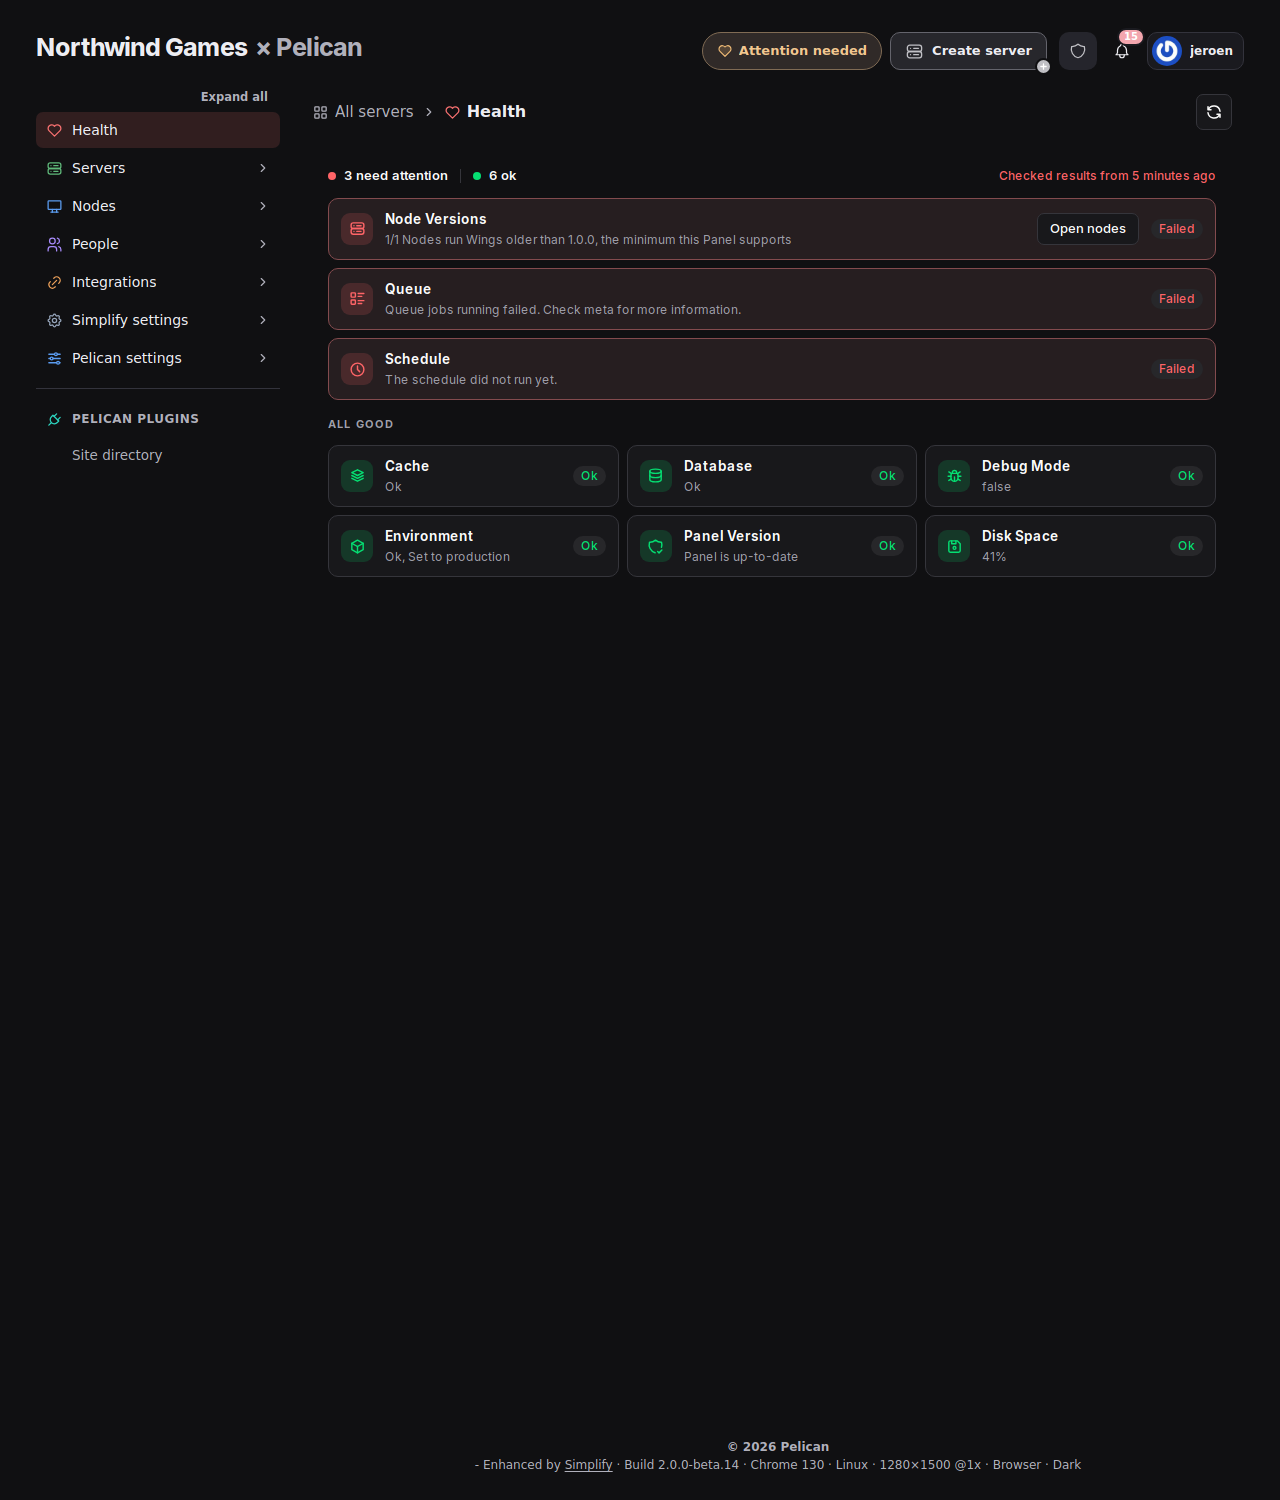 Northwind Games × Pelican
Attention needed
Create server
15
jeroen
Expand all
Health
Servers
Nodes
People
Integrations
Simplify settings
Pelican settings
PELICAN PLUGINS
Site directory
All servers
Health
3 need attention
6 ok
Checked results from 5 minutes ago
Node Versions
1/1 Nodes run Wings older than 1.0.0, the minimum this Panel supports
Open nodes
Failed
Queue
Queue jobs running failed. Check meta for more information.
Failed
Schedule
The schedule did not run yet.
Failed
ALL GOOD
Cache
Ok
Ok
Database
Ok
Ok
Debug Mode
false
Ok
Environment
Ok, Set to production
Ok
Panel Version
Panel is up-to-date
Ok
Disk Space
41%
Ok
© 2026 Pelican
- Enhanced by Simplify · Build 2.0.0-beta.14 · Chrome 130 · Linux · 1280×1500 @1x · Browser · Dark